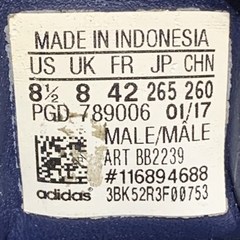 MADE IN INDONESIA
US UK FR JP CHN
8½ 8 42 265 260
PGD-789006 01/17
MALE/MÂLE
ART BB2239
#116894688
adidas® 3BK52R3F00753